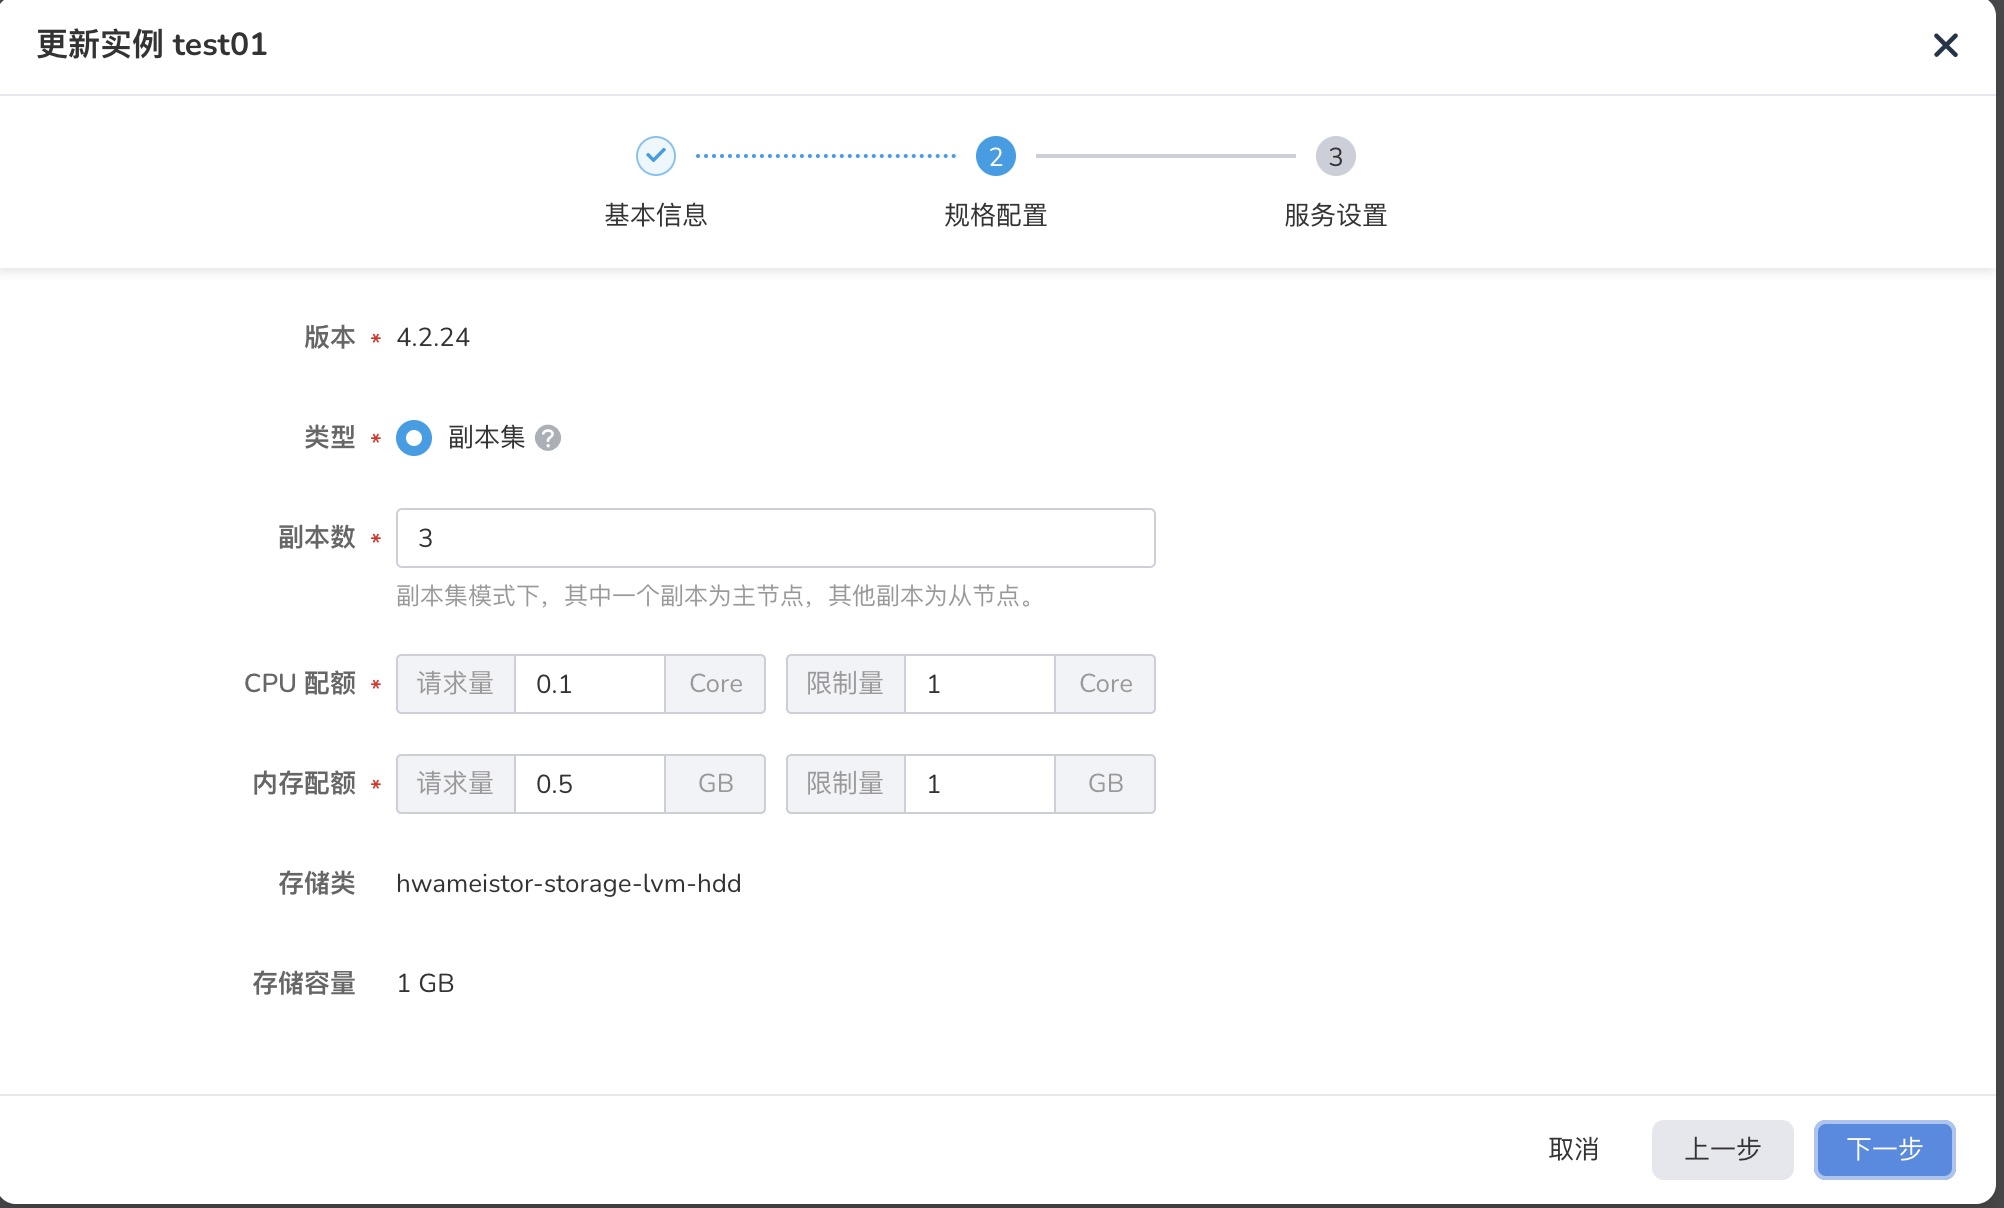 更新实例 test01
2
3
基本信息
规格配置
服务设置
版本 * 4.2.24
类型 * 副本集 ?
副本数 * 3
副本集模式下，其中一个副本为主节点，其他副本为从节点。
CPU 配额 * 请求量 0.1 Core 限制量 1 Core
内存配额 * 请求量 0.5 GB 限制量 1 GB
存储类 hwameistor-storage-lvm-hdd
存储容量 1 GB
取消 上一步 下一步